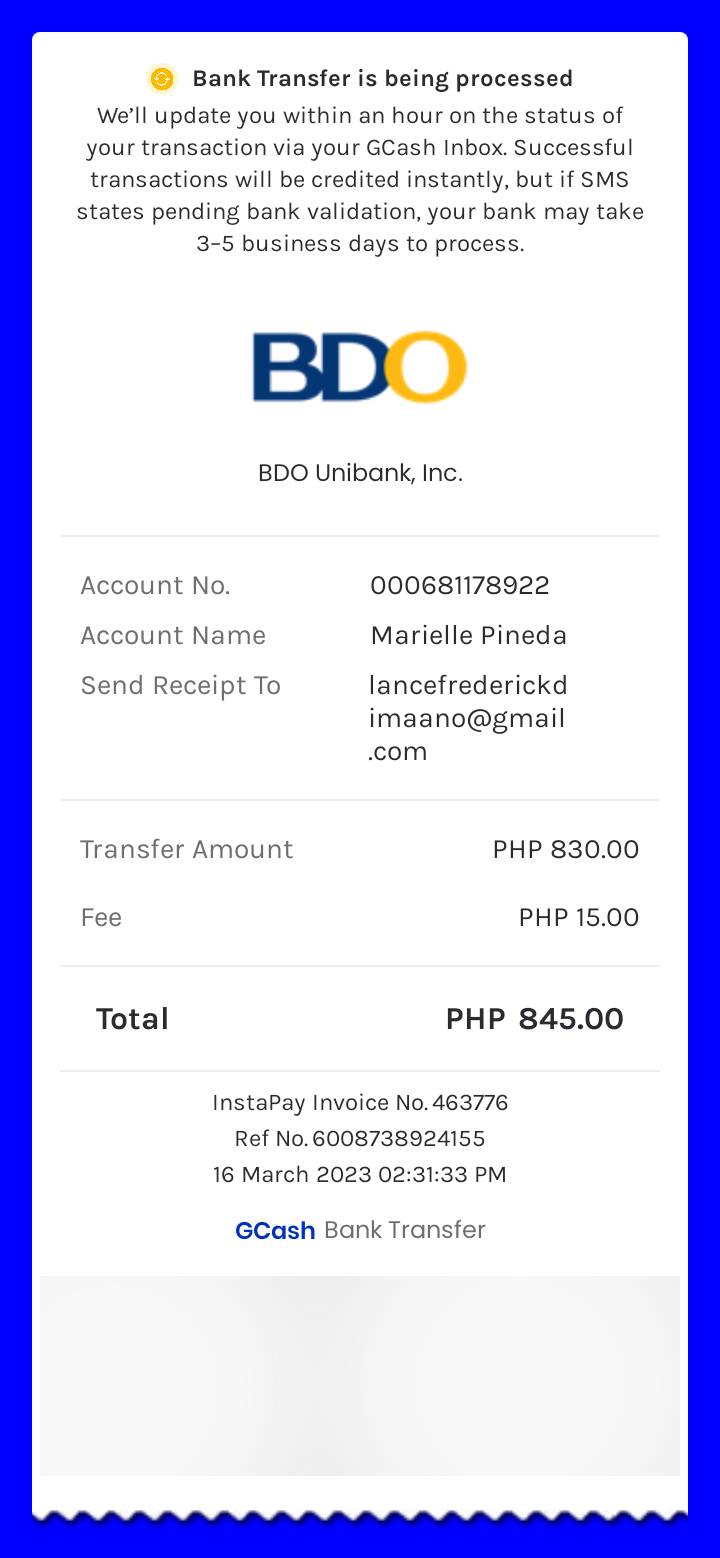 Bank Transfer is being processed
We’ll update you within an hour on the status of
your transaction via your GCash Inbox. Successful
transactions will be credited instantly, but if SMS
states pending bank validation, your bank may take
3–5 business days to process.
BDO
BDO Unibank, Inc.
Account No. 000681178922
Account Name Marielle Pineda
Send Receipt To lancefrederickd
imaano@gmail
.com
Transfer Amount PHP 830.00
Fee PHP 15.00
Total PHP 845.00
InstaPay Invoice No. 463776
Ref No. 6008738924155
16 March 2023 02:31:33 PM
GCash Bank Transfer